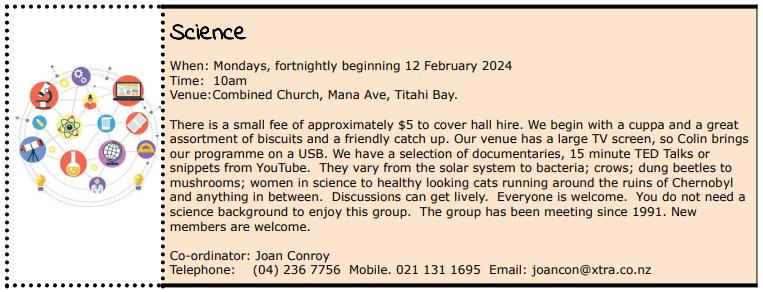 Science
When: Mondays, fortnightly beginning 12 February 2024
Time:  10am
Venue:Combined Church, Mana Ave, Titahi Bay.
There is a small fee of approximately $5 to cover hall hire. We begin with a cuppa and a great
assortment of biscuits and a friendly catch up. Our venue has a large TV screen, so Colin brings
our programme on a USB. We have a selection of documentaries, 15 minute TED Talks or
snippets from YouTube.  They vary from the solar system to bacteria; crows; dung beetles to
mushrooms; women in science to healthy looking cats running around the ruins of Chernobyl
and anything in between.  Discussions can get lively.  Everyone is welcome.  You do not need a
science background to enjoy this group.  The group has been meeting since 1991. New
members are welcome.
Co-ordinator: Joan Conroy
Telephone:   (04) 236 7756  Mobile. 021 131 1695  Email: joancon@xtra.co.nz